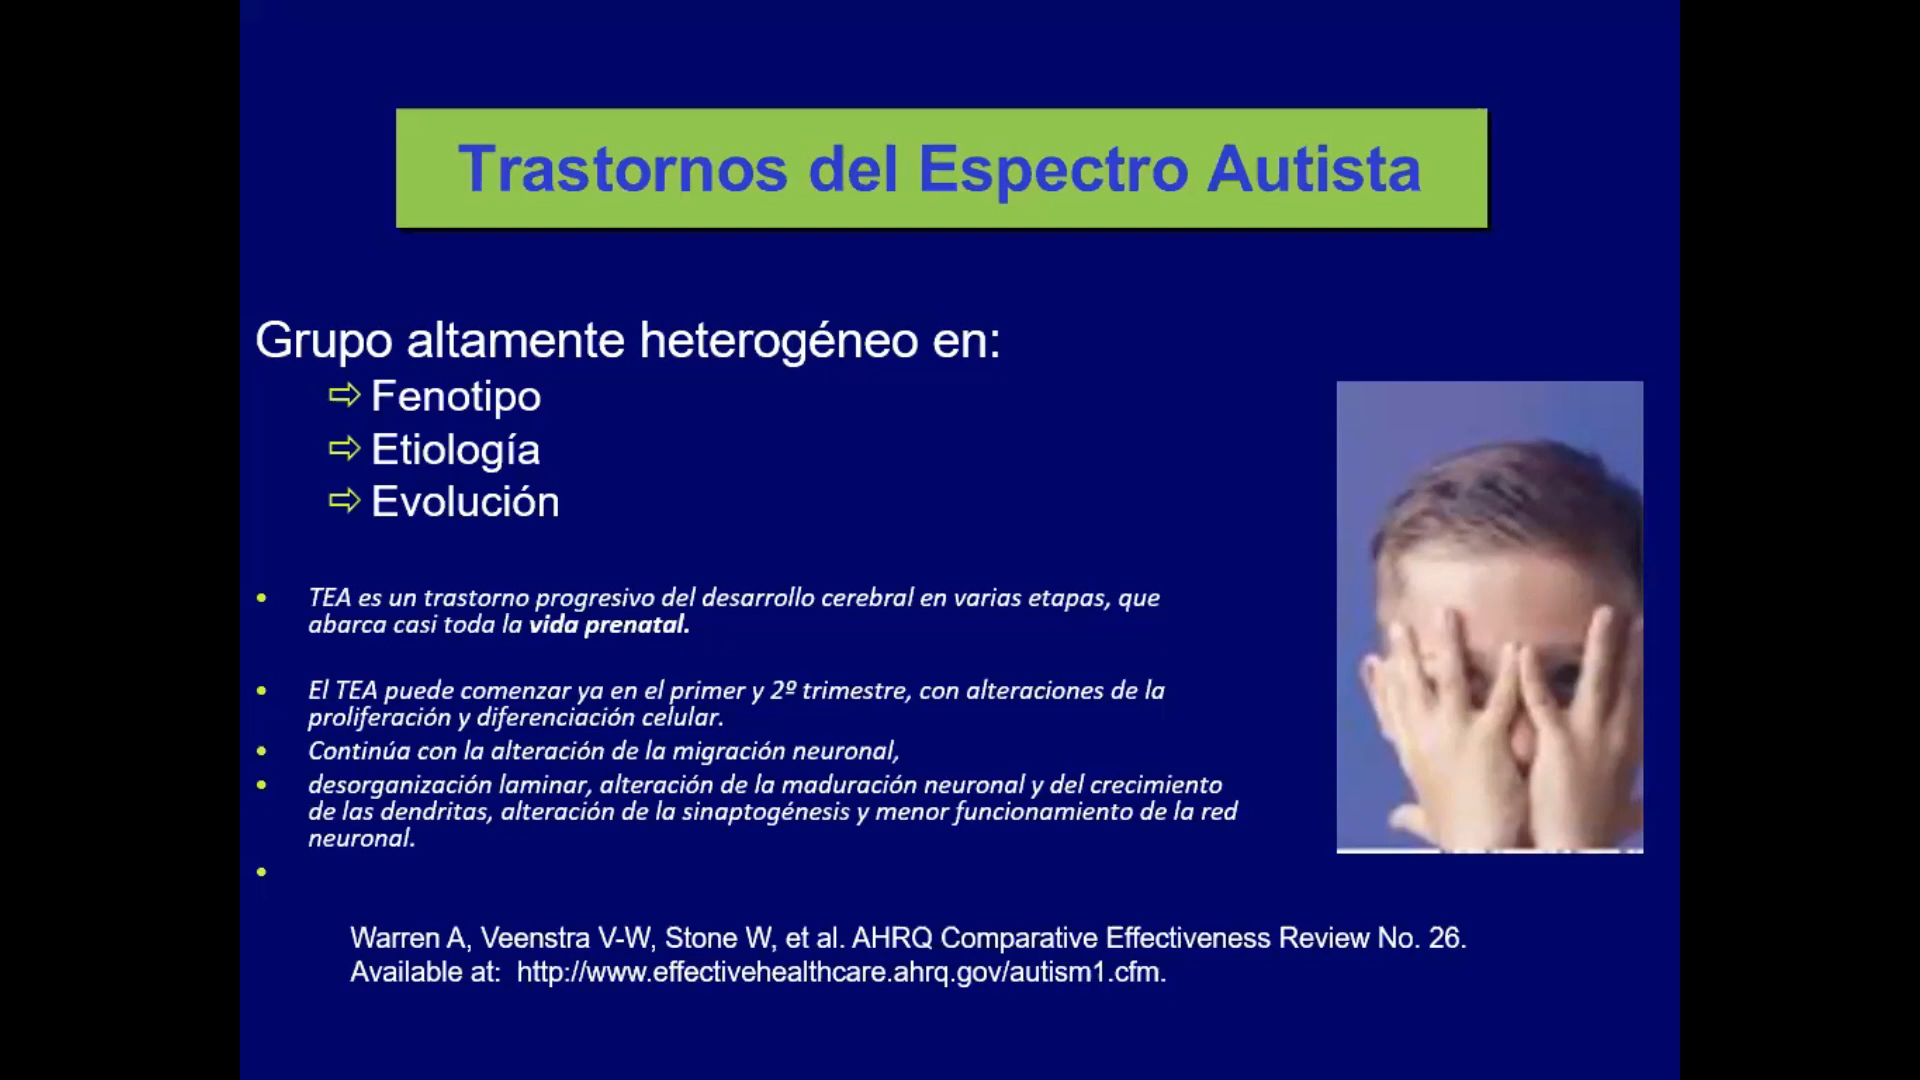 Trastornos del Espectro Autista
Grupo altamente heterogéneo en:
⇨ Fenotipo
⇨ Etiología
⇨ Evolución
• TEA es un trastorno progresivo del desarrollo cerebral en varias etapas, que
abarca casi toda la vida prenatal.
• El TEA puede comenzar ya en el primer y 2º trimestre, con alteraciones de la
proliferación y diferenciación celular.
• Continúa con la alteración de la migración neuronal,
• desorganización laminar, alteración de la maduración neuronal y del crecimiento
de las dendritas, alteración de la sinaptogénesis y menor funcionamiento de la red
neuronal.
•
Warren A, Veenstra V-W, Stone W, et al. AHRQ Comparative Effectiveness Review No. 26.
Available at: http://www.effectivehealthcare.ahrq.gov/autism1.cfm.